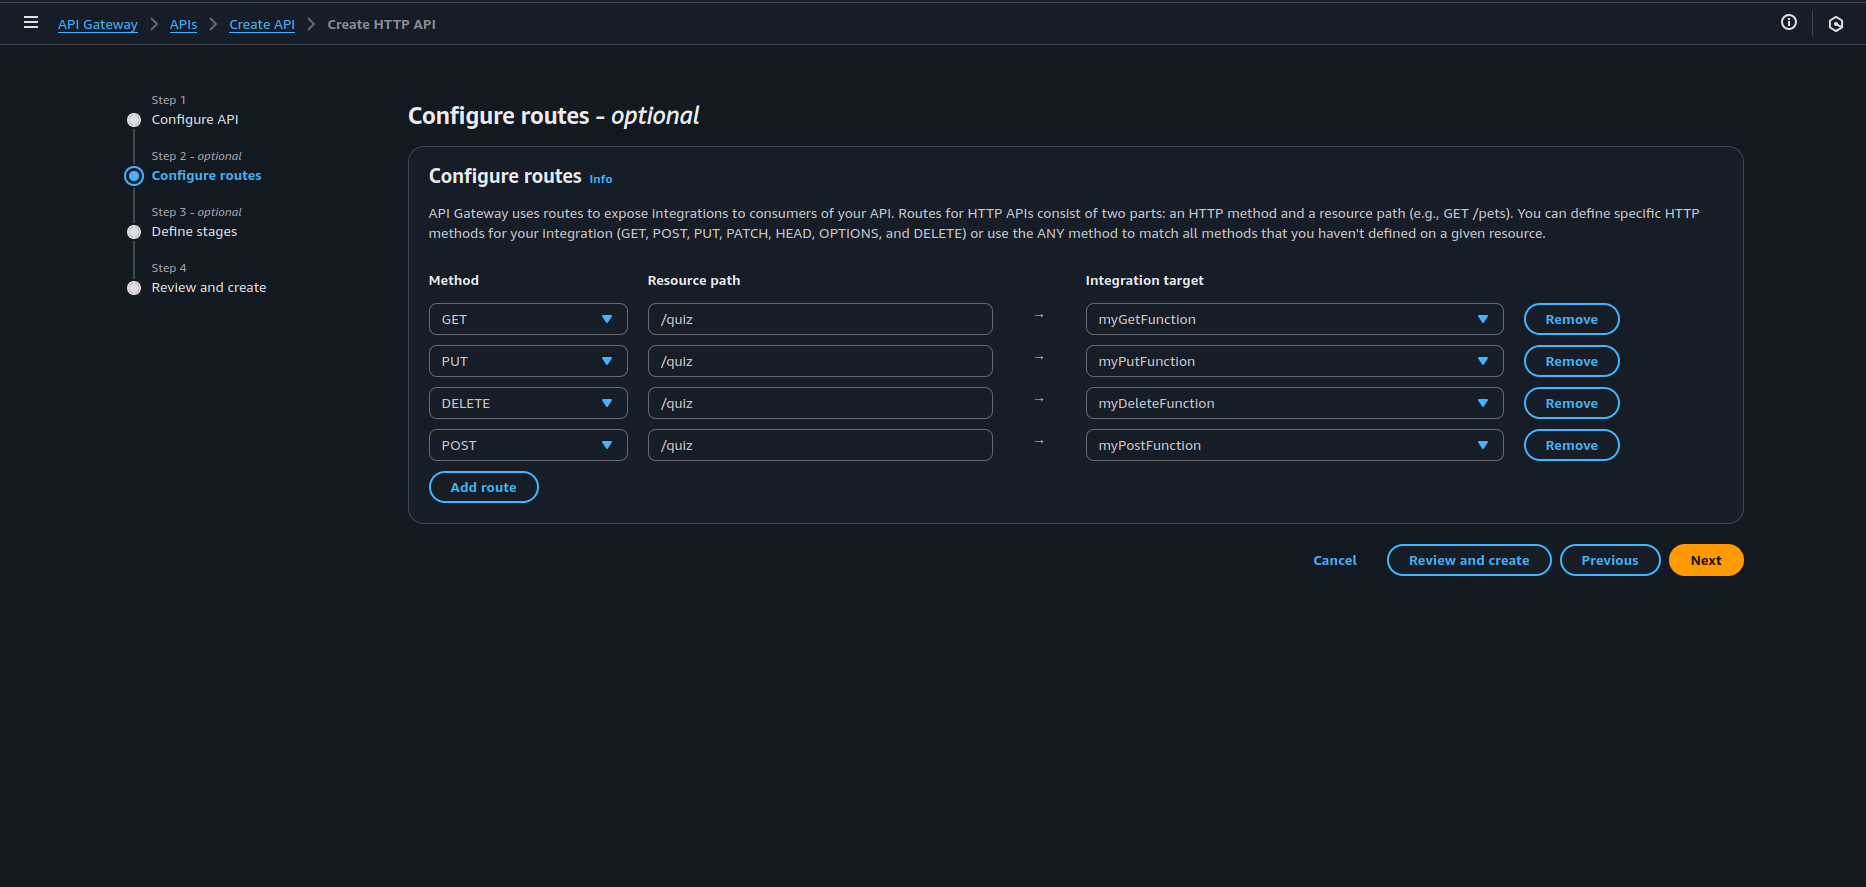 API Gateway > APIs > Create API > Create HTTP API
Step 1
Configure API
Step 2 - optional
Configure routes
Step 3 - optional
Define stages
Step 4
Review and create
Configure routes - optional
Configure routes Info
API Gateway uses routes to expose integrations to consumers of your API. Routes for HTTP APIs consist of two parts: an HTTP method and a resource path (e.g., GET /pets). You can define specific HTTP
methods for your integration (GET, POST, PUT, PATCH, HEAD, OPTIONS, and DELETE) or use the ANY method to match all methods that you haven't defined on a given resource.
Method Resource path Integration target
GET /quiz → myGetFunction Remove
PUT /quiz → myPutFunction Remove
DELETE /quiz → myDeleteFunction Remove
POST /quiz → myPostFunction Remove
Add route
Cancel Review and create Previous Next